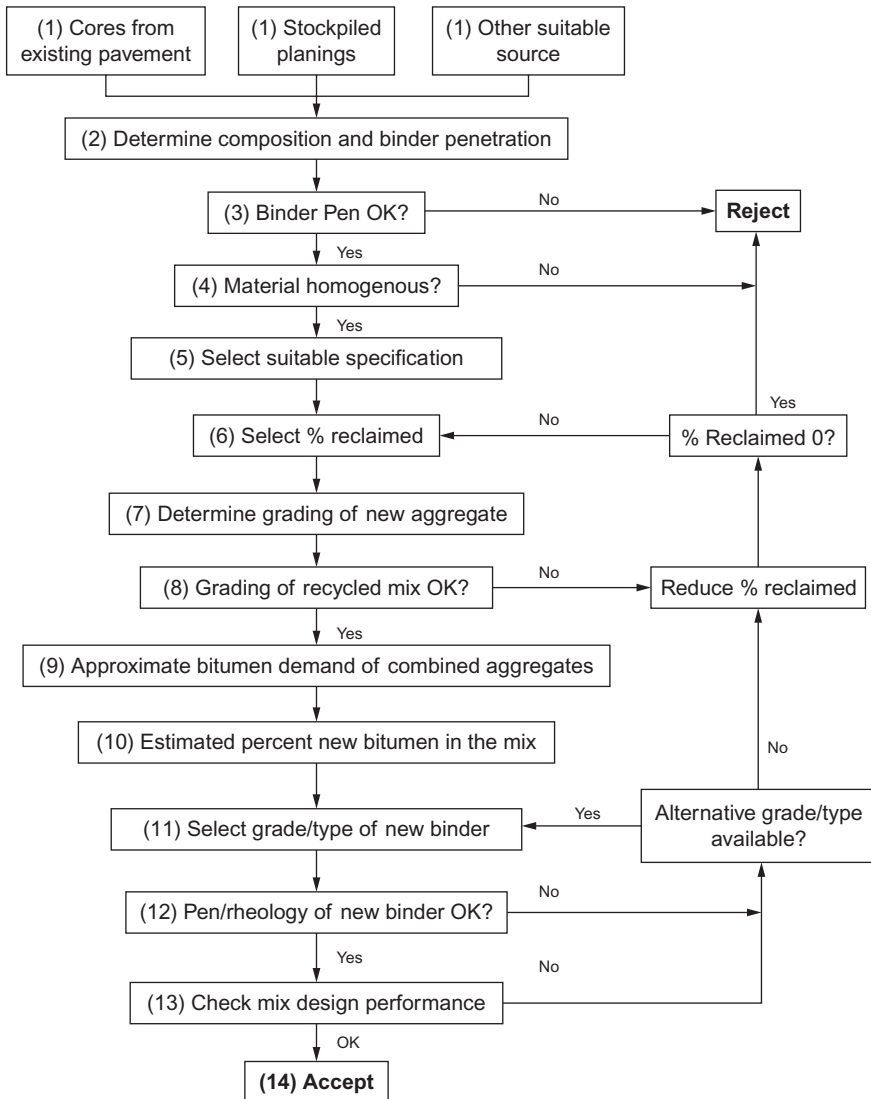 (1) Cores from
existing pavement
(1) Stockpiled
planings
(1) Other suitable
source
(2) Determine composition and binder penetration
(3) Binder Pen OK?
No
Reject
Yes
(4) Material homogenous?
No
Yes
(5) Select suitable specification
Yes
(6) Select % reclaimed
No
% Reclaimed 0?
(7) Determine grading of new aggregate
(8) Grading of recycled mix OK?
No
Reduce % reclaimed
Yes
(9) Approximate bitumen demand of combined aggregates
(10) Estimated percent new bitumen in the mix
No
(11) Select grade/type of new binder
Yes
Alternative grade/type
available?
(12) Pen/rheology of new binder OK?
No
Yes
No
(13) Check mix design performance
OK
(14) Accept